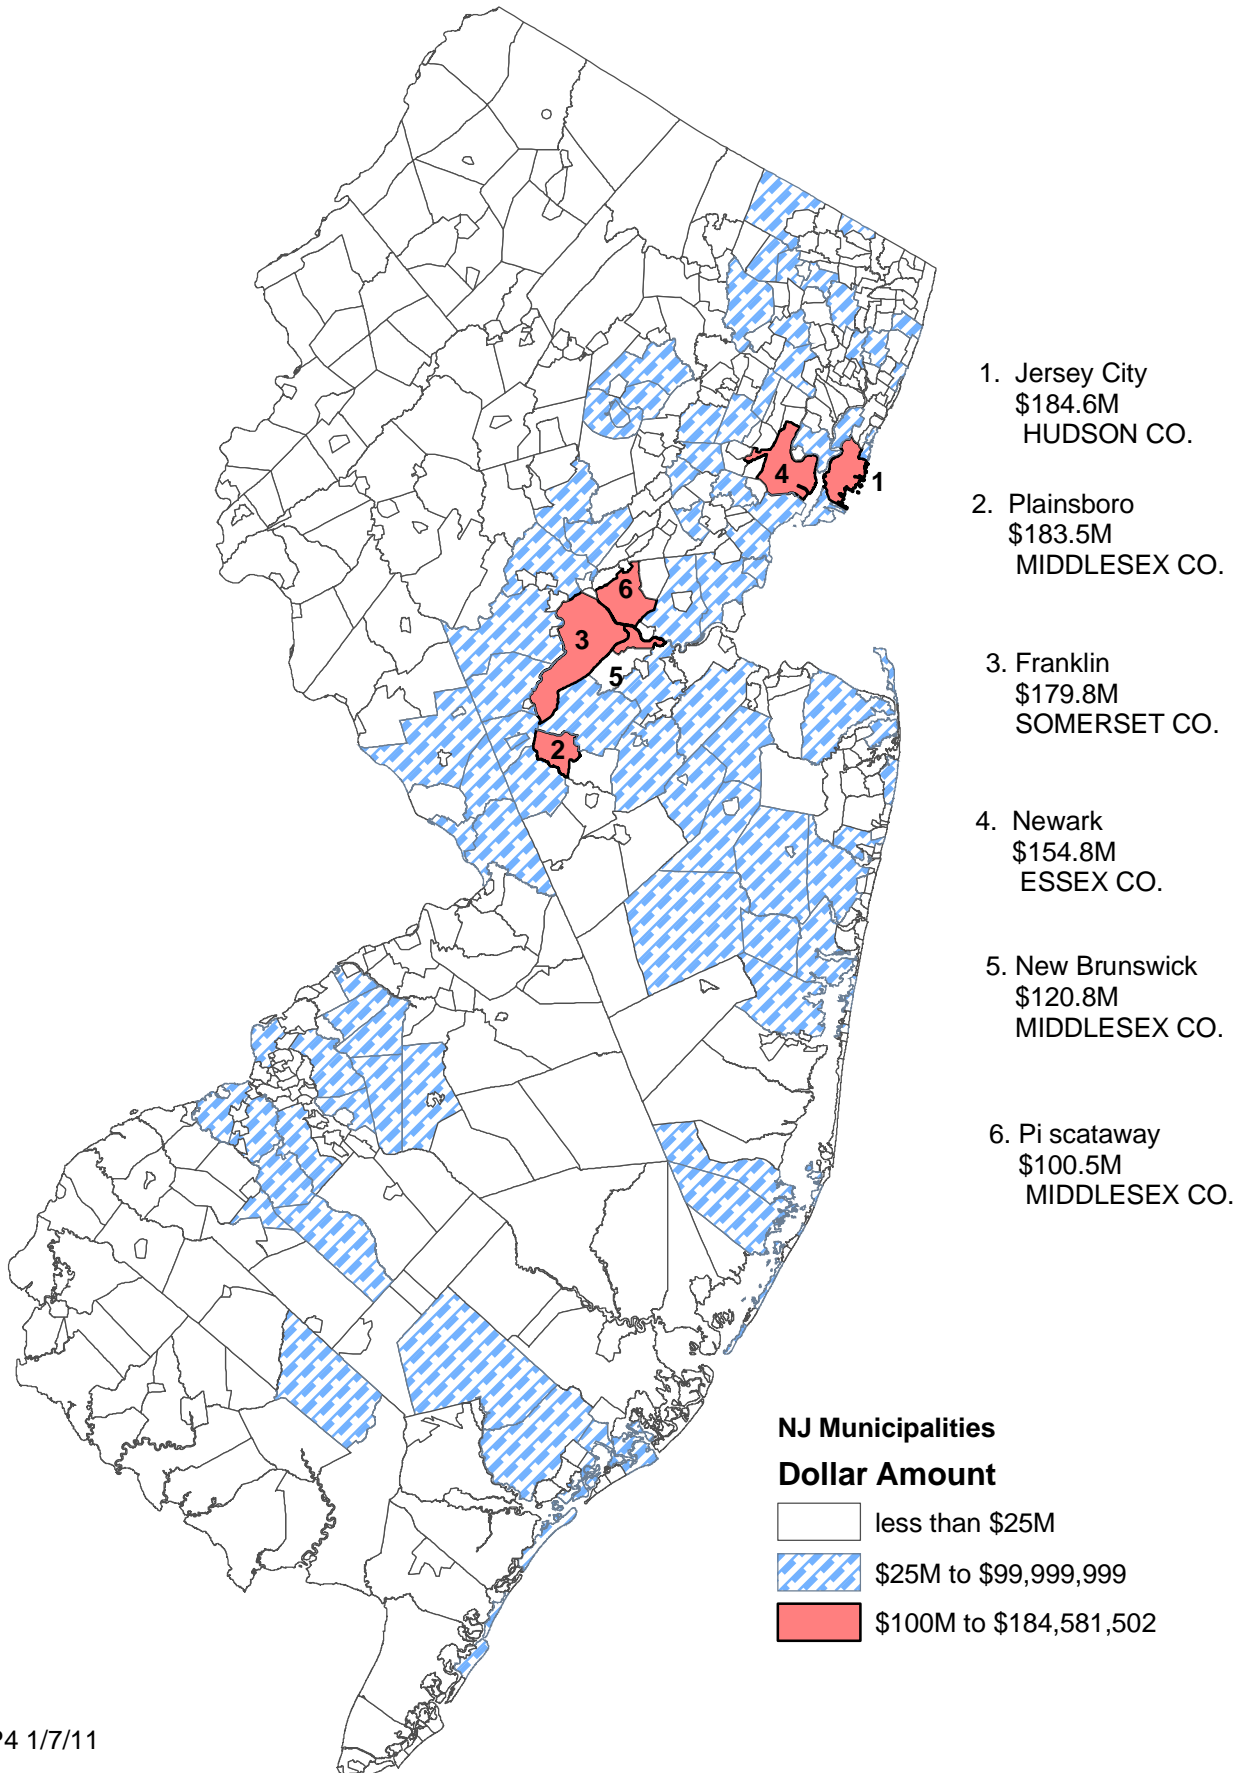 1. Jersey City
$184.6M
HUDSON CO.
2. Plainsboro
$183.5M
MIDDLESEX CO.
3. Franklin
$179.8M
SOMERSET CO.
4. Newark
$154.8M
ESSEX CO.
5. New Brunswick
$120.8M
MIDDLESEX CO.
6. Pi scataway
$100.5M
MIDDLESEX CO.
4
1
6
3
5
2
NJ Municipalities
Dollar Amount
less than $25M
$25M to $99,999,999
$100M to $184,581,502
4 1/7/11